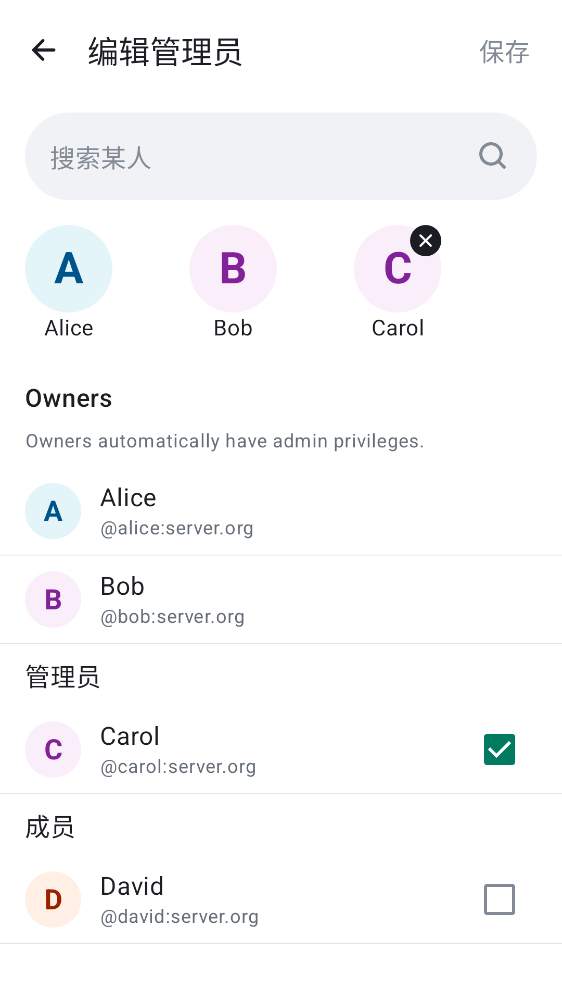 编辑管理员
保存
搜索某人
A
B
C
Alice
Bob
Carol
Owners
Owners automatically have admin privileges.
A
Alice
@alice:server.org
B
Bob
@bob:server.org
管理员
C
Carol
@carol:server.org
成员
D
David
@david:server.org